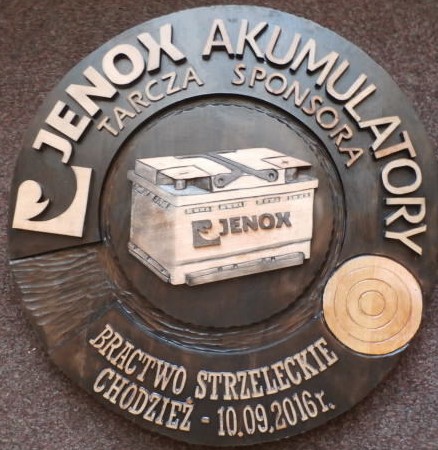 JENOX AKUMULATORY
TARCZA SPONSORA
JENOX
BRACTWO STRZELECKIE
CHODZIEŻ - 10.09.2016r.